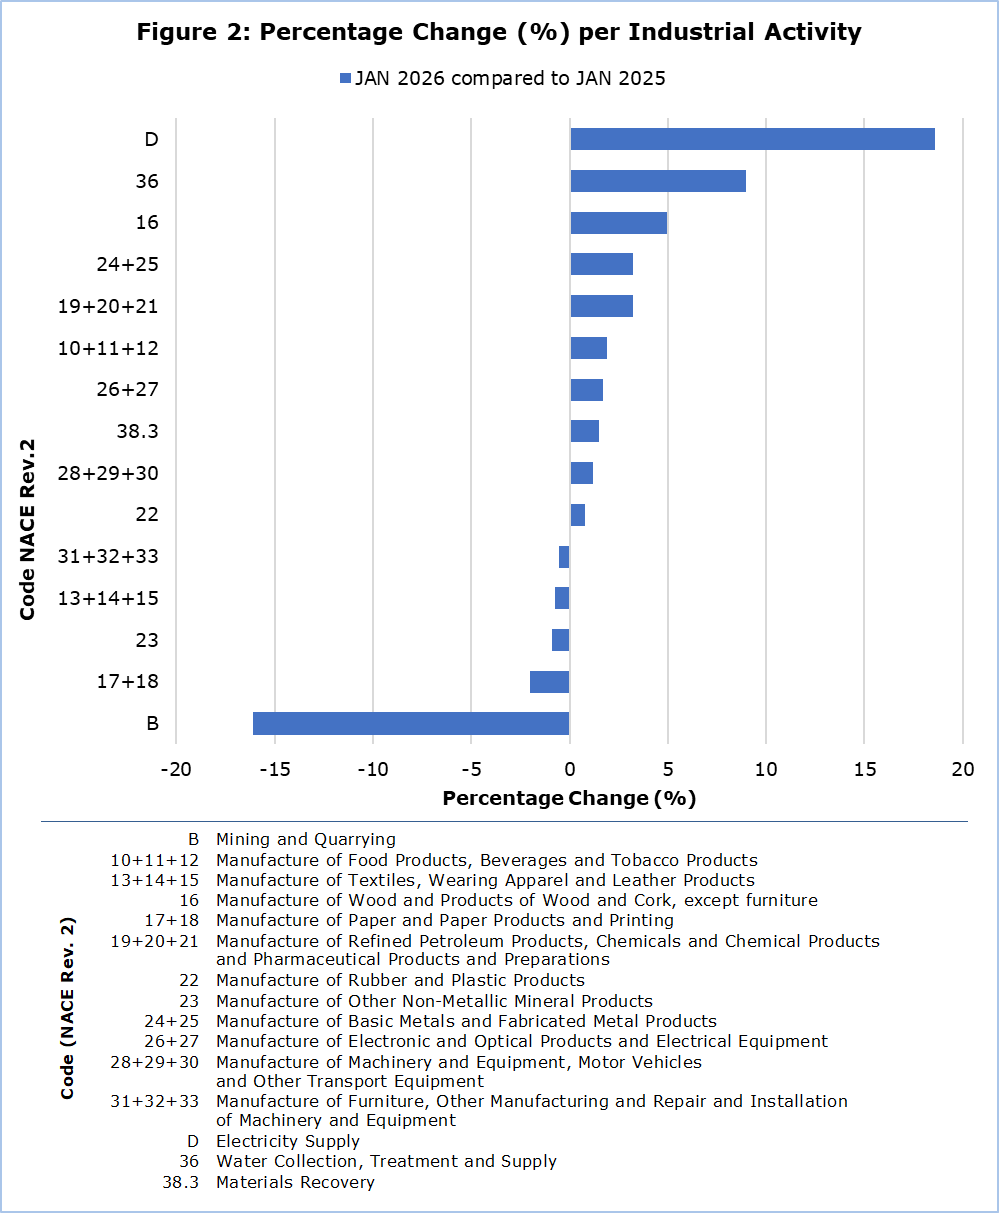 Figure 2: Percentage Change (%) per Industrial Activity
JAN 2026 compared to JAN 2025
Code NACE Rev.2
D
36
16
24+25
19+20+21
10+11+12
26+27
38.3
28+29+30
22
31+32+33
13+14+15
23
17+18
B
-20 -15 -10 -5 0 5 10 15 20
Percentage Change (%)
Code (NACE Rev. 2)
B Mining and Quarrying
10+11+12 Manufacture of Food Products, Beverages and Tobacco Products
13+14+15 Manufacture of Textiles, Wearing Apparel and Leather Products
16 Manufacture of Wood and Products of Wood and Cork, except furniture
17+18 Manufacture of Paper and Paper Products and Printing
19+20+21 Manufacture of Refined Petroleum Products, Chemicals and Chemical Products
and Pharmaceutical Products and Preparations
22 Manufacture of Rubber and Plastic Products
23 Manufacture of Other Non-Metallic Mineral Products
24+25 Manufacture of Basic Metals and Fabricated Metal Products
26+27 Manufacture of Electronic and Optical Products and Electrical Equipment
28+29+30 Manufacture of Machinery and Equipment, Motor Vehicles
and Other Transport Equipment
31+32+33 Manufacture of Furniture, Other Manufacturing and Repair and Installation
of Machinery and Equipment
D Electricity Supply
36 Water Collection, Treatment and Supply
38.3 Materials Recovery